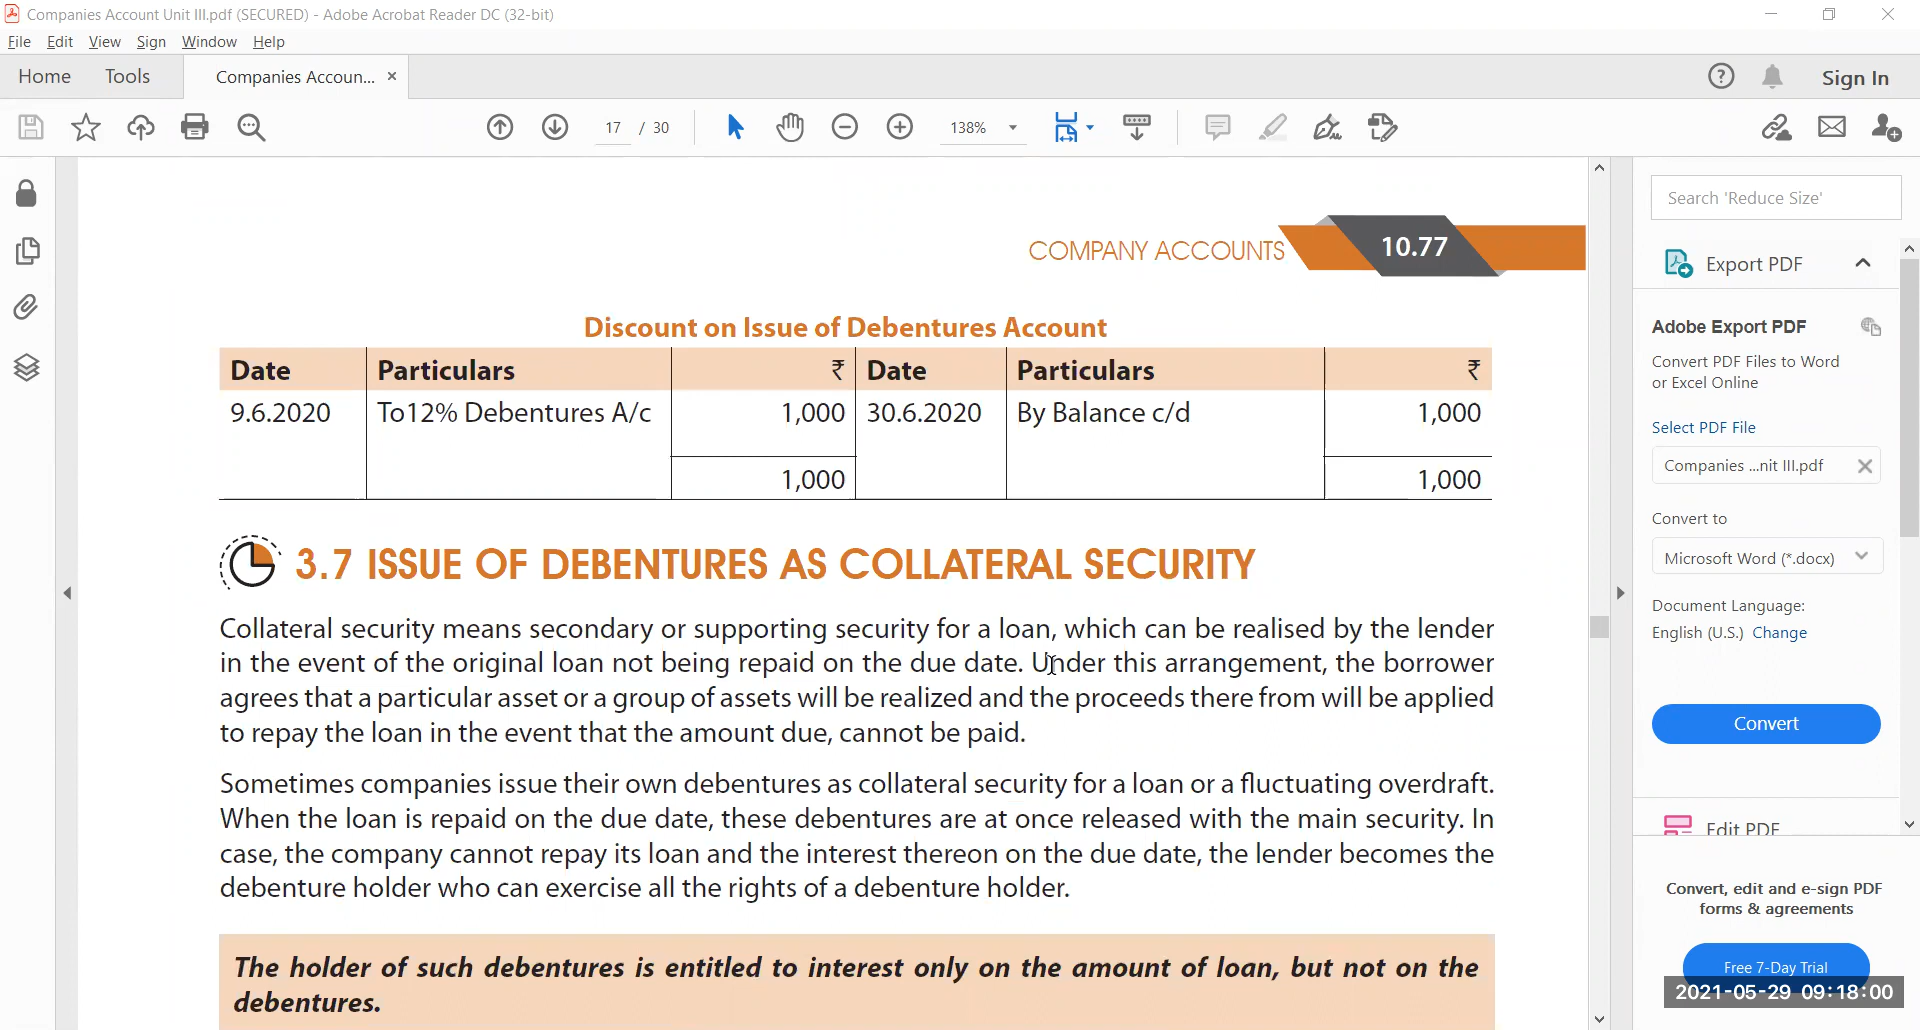 Companies Account Unit III.pdf (SECURED) - Adobe Acrobat Reader DC (32-bit)
File Edit View Sign Window Help
Home Tools Companies Accoun... × Sign In
17 / 30 138%
Search 'Reduce Size'
COMPANY ACCOUNTS 10.77
Export PDF
Discount on Issue of Debentures Account
Date Particulars ₹ Date Particulars ₹
9.6.2020 To12% Debentures A/c 1,000 30.6.2020 By Balance c/d 1,000
1,000 1,000
3.7 ISSUE OF DEBENTURES AS COLLATERAL SECURITY
Collateral security means secondary or supporting security for a loan, which can be realised by the lender
in the event of the original loan not being repaid on the due date. Under this arrangement, the borrower
agrees that a particular asset or a group of assets will be realized and the proceeds there from will be applied
to repay the loan in the event that the amount due, cannot be paid.
Sometimes companies issue their own debentures as collateral security for a loan or a fluctuating overdraft.
When the loan is repaid on the due date, these debentures are at once released with the main security. In
case, the company cannot repay its loan and the interest thereon on the due date, the lender becomes the
debenture holder who can exercise all the rights of a debenture holder.
The holder of such debentures is entitled to interest only on the amount of loan, but not on the
debentures.
Adobe Export PDF
Convert PDF Files to Word
or Excel Online
Select PDF File
Companies ...nit III.pdf
Convert to
Microsoft Word (*.docx)
Document Language:
English (U.S.) Change
Convert
Edit PDF
Convert, edit and e-sign PDF
forms & agreements
Free 7-Day Trial
2021-05-29 09:18:00